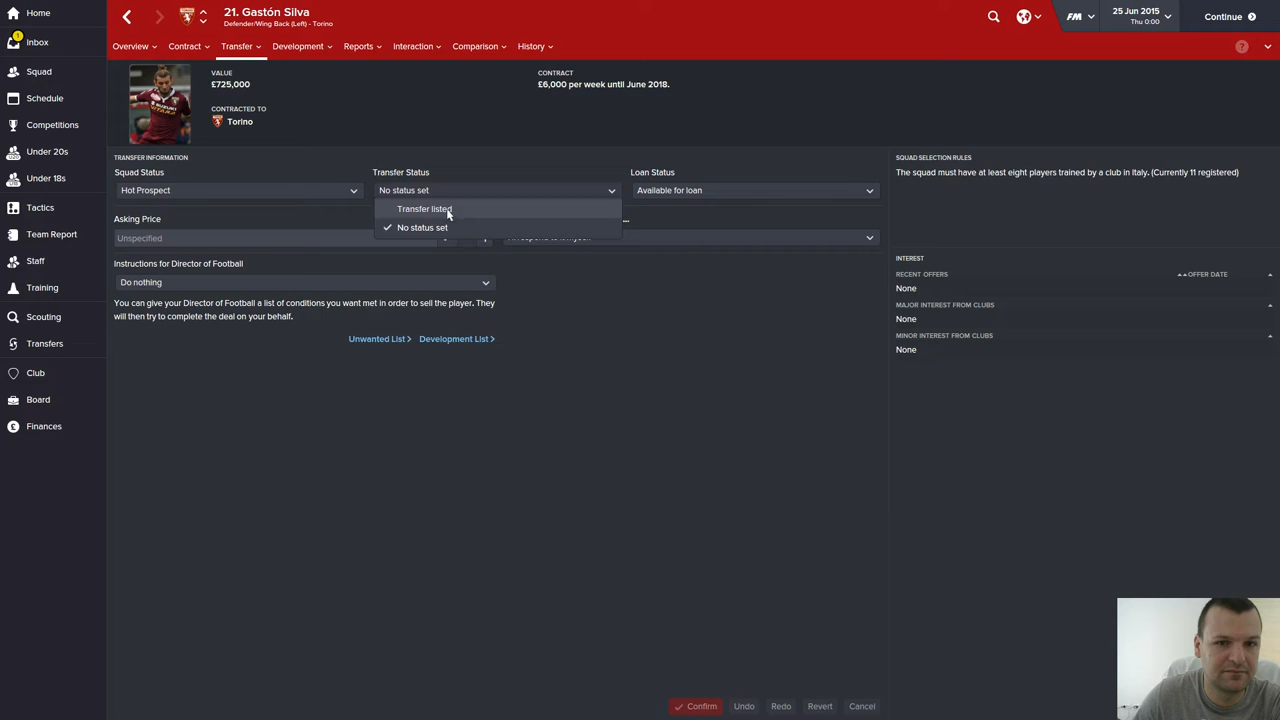 Home
21. Gastón Silva
Defender/Wing Back (Left) - Torino
FM
25 Jun 2015
Thu 0:00
Continue
1
Inbox
Overview
Contract
Transfer
Development
Reports
Interaction
Comparison
History
?
Squad
Schedule
Competitions
Under 20s
Under 18s
Tactics
Team Report
Staff
Training
Scouting
Transfers
Club
Board
Finances
VALUE
£725,000
CONTRACTED TO
Torino
CONTRACT
£6,000 per week until June 2018.
TRANSFER INFORMATION
Squad Status
Transfer Status
Loan Status
Hot Prospect
No status set
Available for loan
Transfer listed
No status set
Asking Price
...
Unspecified
Instructions for Director of Football
Do nothing
You can give your Director of Football a list of conditions you want met in order to sell the player. They
will then try to complete the deal on your behalf.
Unwanted List >
Development List >
SQUAD SELECTION RULES
The squad must have at least eight players trained by a club in Italy. (Currently 11 registered)
INTEREST
RECENT OFFERS
OFFER DATE
None
MAJOR INTEREST FROM CLUBS
None
MINOR INTEREST FROM CLUBS
None
Confirm
Undo
Redo
Revert
Cancel